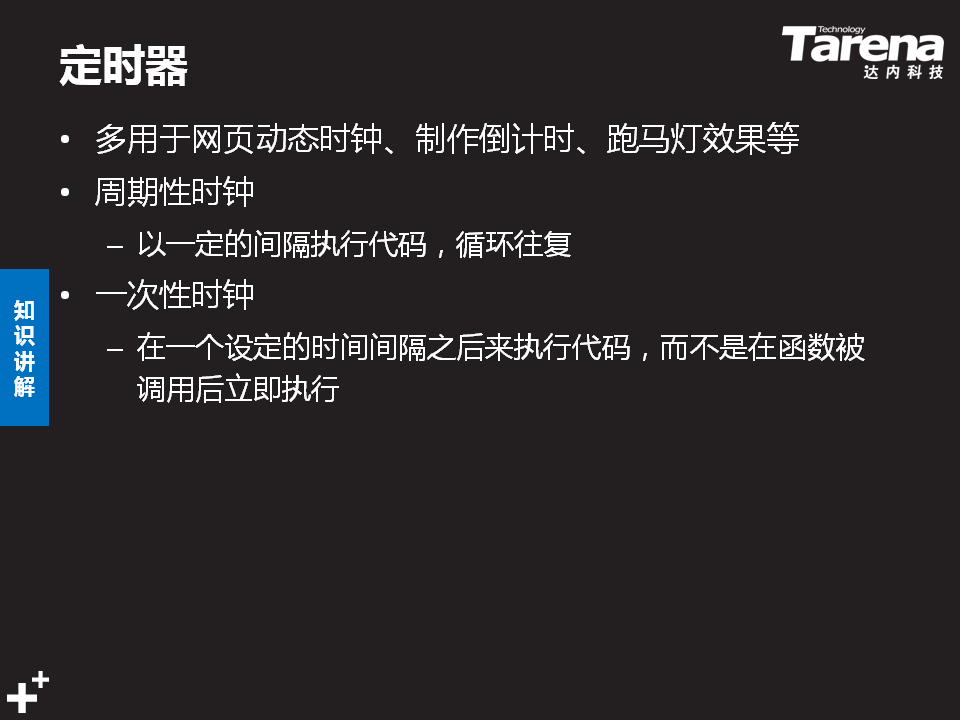 定时器
Technology
Tarena
达内科技
• 多用于网页动态时钟、制作倒计时、跑马灯效果等
• 周期性时钟
– 以一定的间隔执行代码，循环往复
• 一次性时钟
– 在一个设定的时间间隔之后来执行代码，而不是在函数被
调用后立即执行
知
识
讲
解